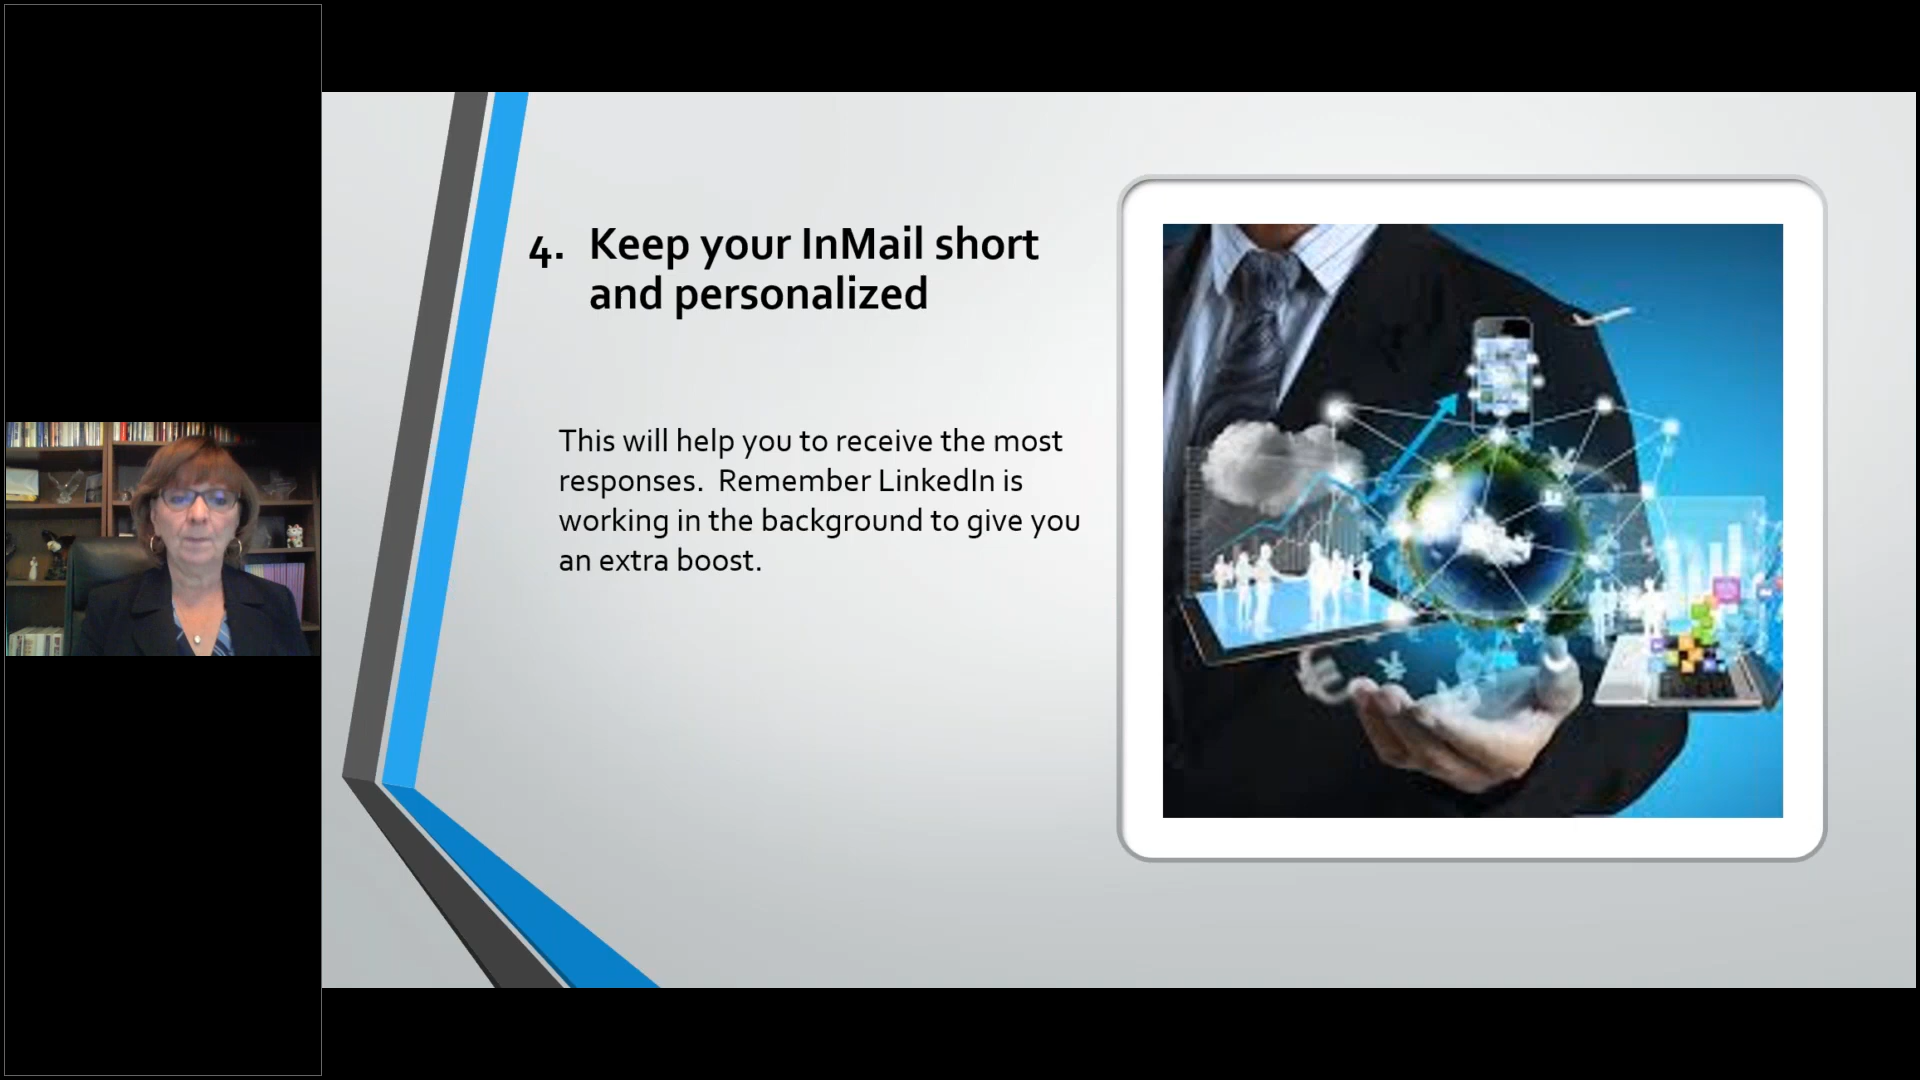 4. Keep your InMail short
and personalized
This will help you to receive the most
responses.  Remember LinkedIn is
working in the background to give you
an extra boost.